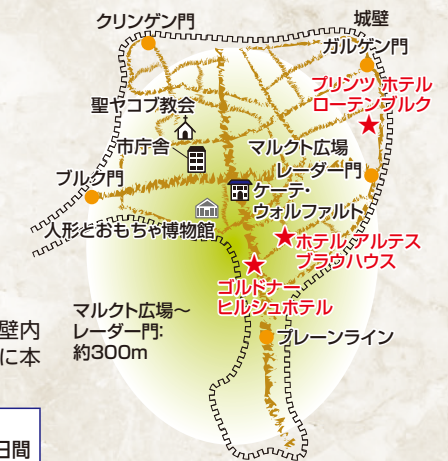 クリンゲン門
城壁
ガルゲン門
プリンツ ホテル
ローテンブルク
聖ヤコブ教会
市庁舎
マルクト広場
レーダー門
ブルク門
ケーテ・
ウォルファルト
人形とおもちゃ博物館
ホテル アルテス
ブラウハウス
ゴルドナー
ヒルシュホテル
マルクト広場～
レーダー門:
約300m
プレーンライン
壁内
に本
日間